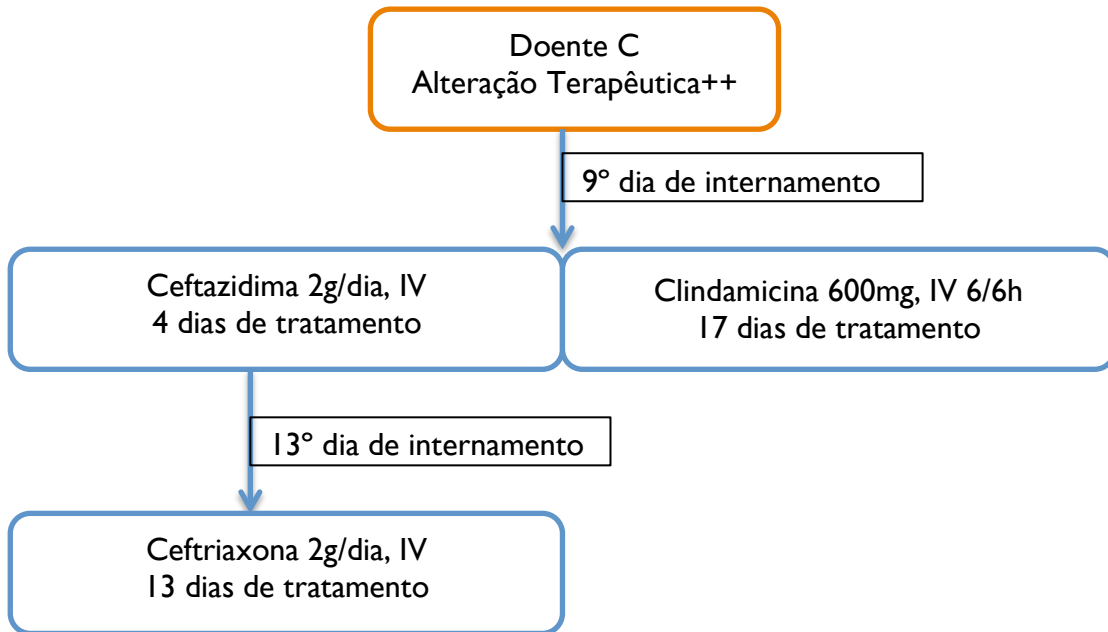 Doente C
Alteração Terapêutica++
9º dia de internamento
Ceftazidima 2g/dia, IV
4 dias de tratamento
Clindamicina 600mg, IV 6/6h
17 dias de tratamento
13º dia de internamento
Ceftriaxona 2g/dia, IV
13 dias de tratamento